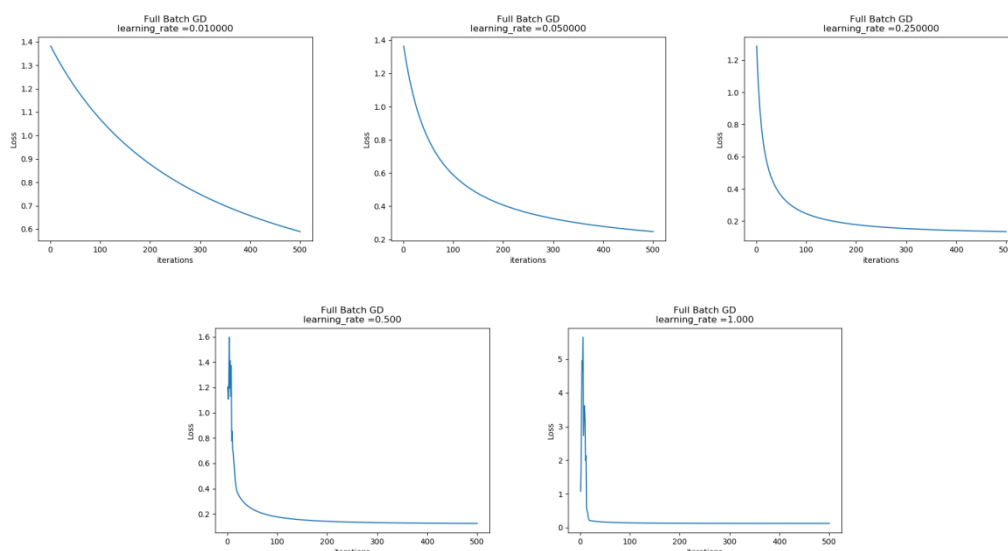 Full Batch GD
learning_rate =0.010000
1.4
1.3
1.2
1.1
1.0
0.9
0.8
0.7
0.6
Loss
0 100 200 300 400 500
iterations
Full Batch GD
learning_rate =0.050000
1.4
1.2
1.0
0.8
0.6
0.4
0.2
Loss
0 100 200 300 400 500
iterations
Full Batch GD
learning_rate =0.250000
1.2
1.0
0.8
0.6
0.4
0.2
Loss
0 100 200 300 400
iterations
Full Batch GD
learning_rate =0.500
1.6
1.4
1.2
1.0
0.8
0.6
0.4
0.2
Loss
0 100 200 300 400 500
iterations
Full Batch GD
learning_rate =1.000
5
4
3
2
1
0
Loss
0 100 200 300 400 500
iterations